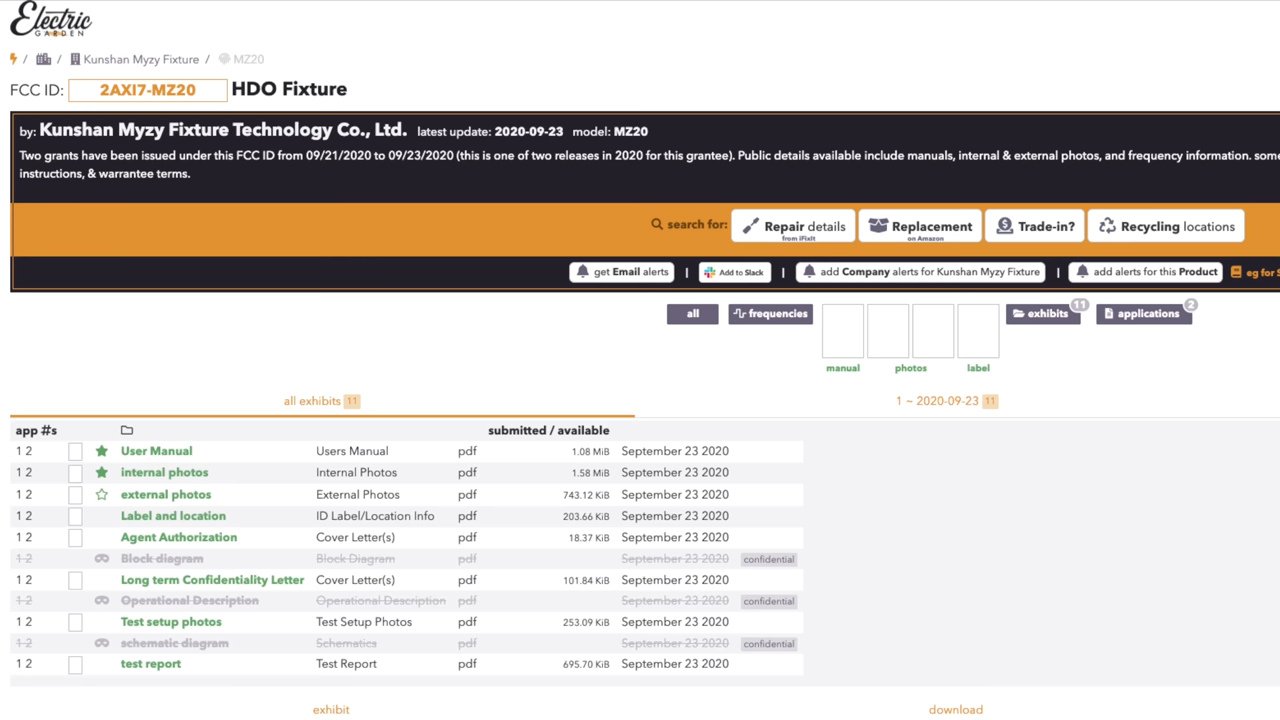 Electric
GARDEN
/ / Kunshan Myzy Fixture / MZ20
FCC ID: 2AXI7-MZ20 HDO Fixture
by: Kunshan Myzy Fixture Technology Co., Ltd. latest update: 2020-09-23 model: MZ20
Two grants have been issued under this FCC ID from 09/21/2020 to 09/23/2020 (this is one of two releases in 2020 for this grantee). Public details available include manuals, internal & external photos, and frequency information. some
instructions, & warrantee terms.
search for: Repair details from iFixit Replacement on Amazon Trade-in? Recycling locations
get Email alerts | Add to Slack | add Company alerts for Kunshan Myzy Fixture | add alerts for this Product eg for S
all frequencies exhibits 11 applications 2
manual photos label
all exhibits 11 1 ~ 2020-09-23 11
app #s submitted / available
1 2 User Manual Users Manual pdf 1.08 MiB September 23 2020
1 2 internal photos Internal Photos pdf 1.58 MiB September 23 2020
1 2 external photos External Photos pdf 743.12 KiB September 23 2020
1 2 Label and location ID Label/Location Info pdf 203.66 KiB September 23 2020
1 2 Agent Authorization Cover Letter(s) pdf 18.37 KiB September 23 2020
1 2 Block diagram Block Diagram pdf September 23 2020 confidential
1 2 Long term Confidentiality Letter Cover Letter(s) pdf 101.84 KiB September 23 2020
1 2 Operational Description Operational Description pdf September 23 2020 confidential
1 2 Test setup photos Test Setup Photos pdf 253.09 KiB September 23 2020
1 2 schematic diagram Schematics pdf September 23 2020 confidential
1 2 test report Test Report pdf 695.70 KiB September 23 2020
exhibit download